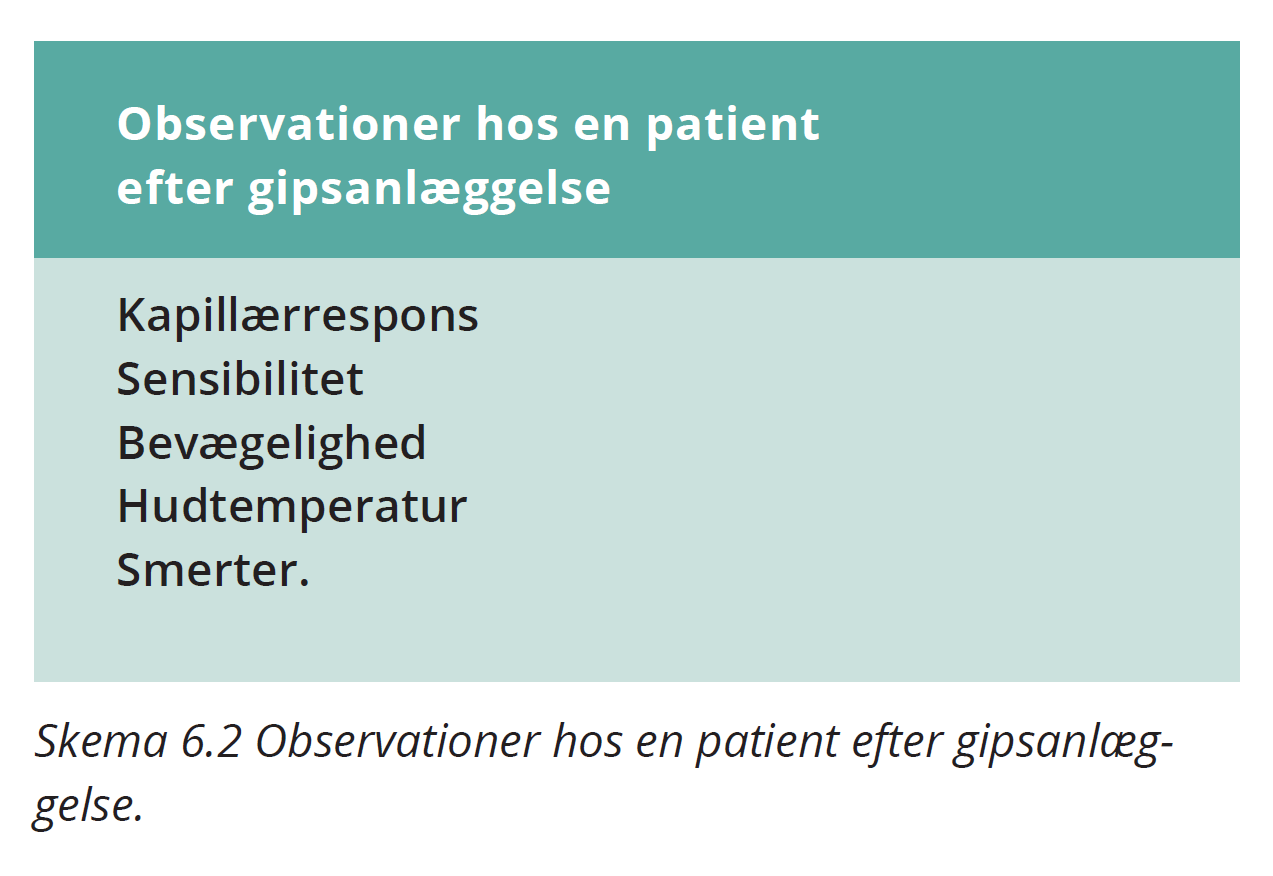 Observationer hos en patient
efter gipsanlæggelse
Kapillærrespons
Sensibilitet
Bevægelighed
Hudtemperatur
Smerter.
Skema 6.2 Observationer hos en patient efter gipsanlæg-
gelse.